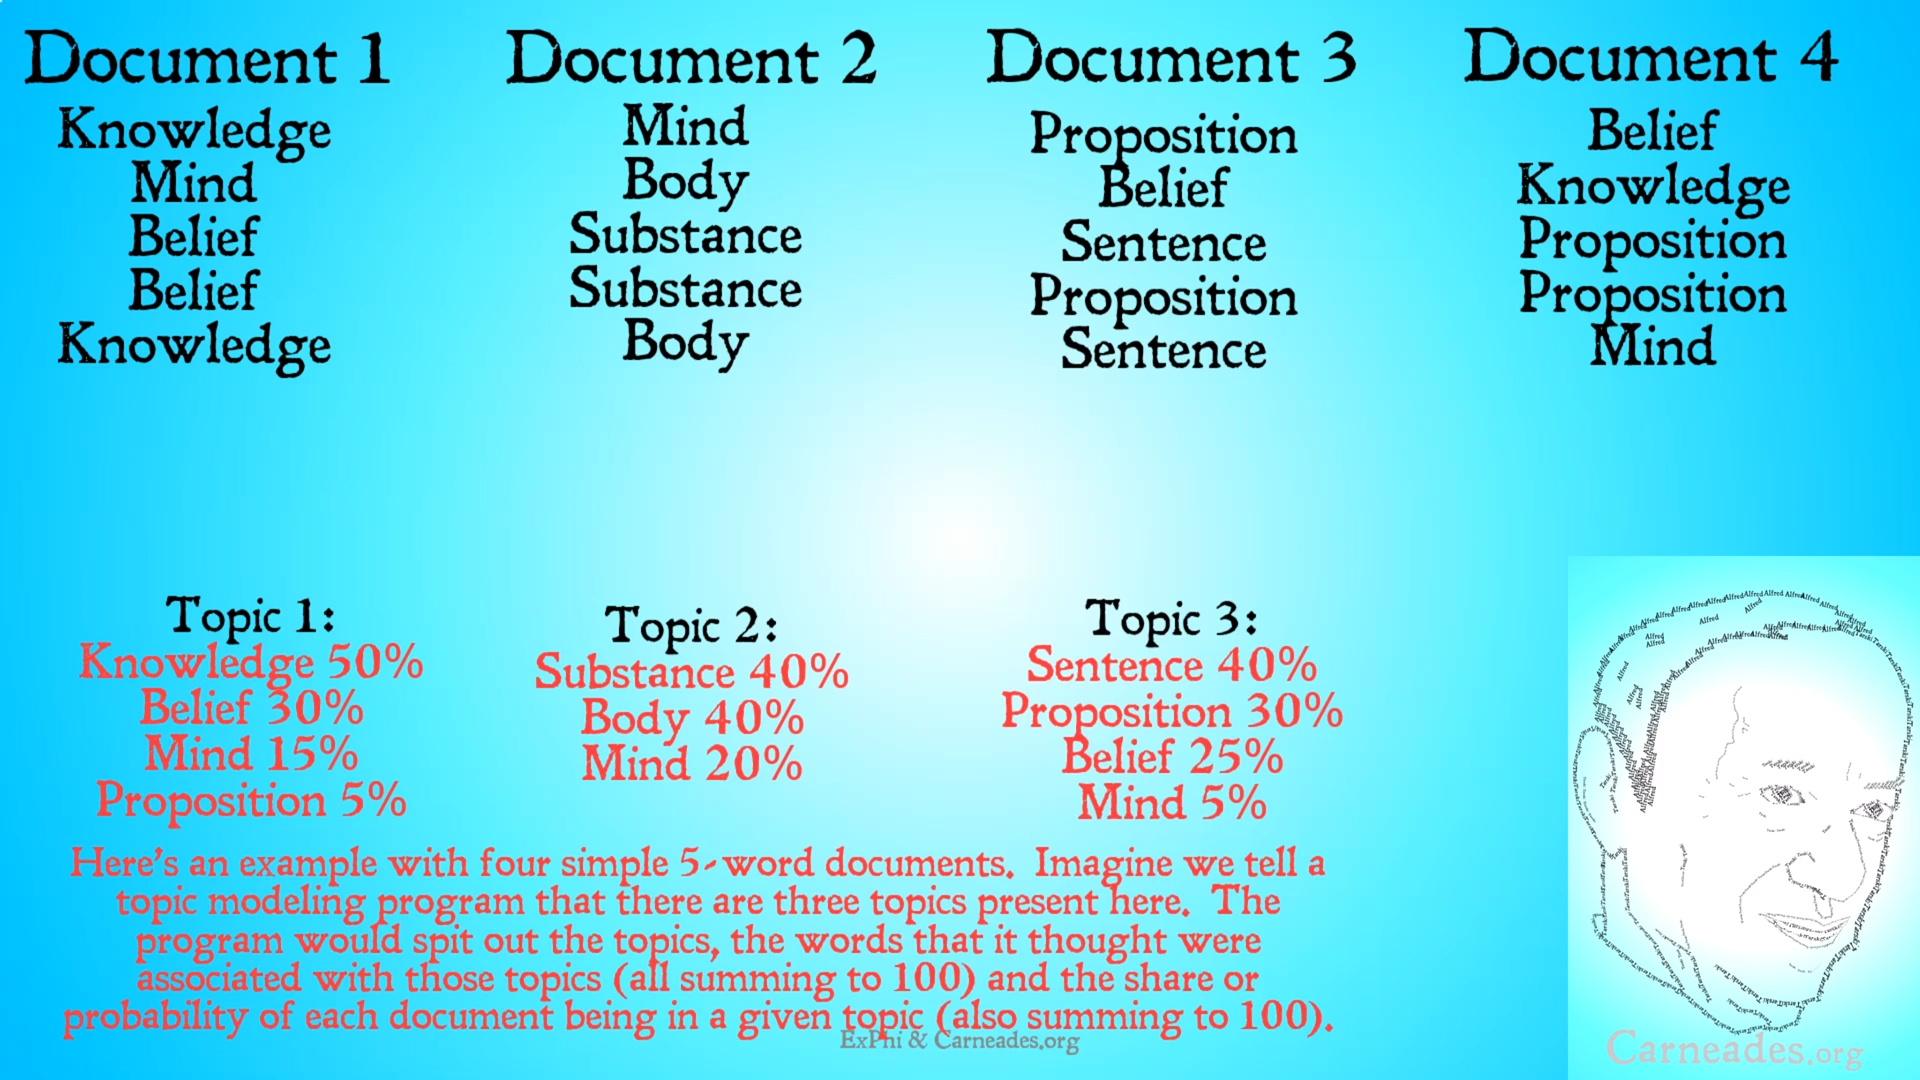 Document 1
Knowledge
Mind
Belief
Belief
Knowledge
Document 2
Mind
Body
Substance
Substance
Body
Document 3
Proposition
Belief
Sentence
Proposition
Sentence
Document 4
Belief
Knowledge
Proposition
Proposition
Mind
Topic 1:
Knowledge 50%
Belief 30%
Mind 15%
Proposition 5%
Topic 2:
Substance 40%
Body 40%
Mind 20%
Topic 3:
Sentence 40%
Proposition 30%
Belief 25%
Mind 5%
Here's an example with four simple 5-word documents. Imagine we tell a
topic modeling program that there are three topics present here. The
program would spit out the topics, the words that it thought were
associated with those topics (all summing to 100) and the share or
probability of each document being in a given topic (also summing to 100).
ExPhi & Carneades.org
Carneades.org